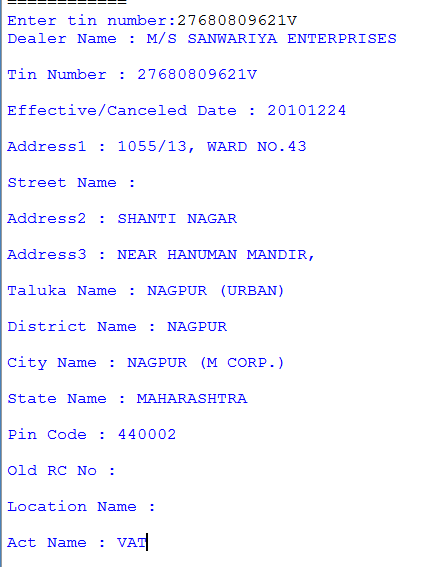 ============
Enter tin number:27680809621V
Dealer Name : M/S SANWARIYA ENTERPRISES
Tin Number : 27680809621V
Effective/Canceled Date : 20101224
Address1 : 1055/13, WARD NO.43
Street Name :
Address2 : SHANTI NAGAR
Address3 : NEAR HANUMAN MANDIR,
Taluka Name : NAGPUR (URBAN)
District Name : NAGPUR
City Name : NAGPUR (M CORP.)
State Name : MAHARASHTRA
Pin Code : 440002
Old RC No :
Location Name :
Act Name : VAT